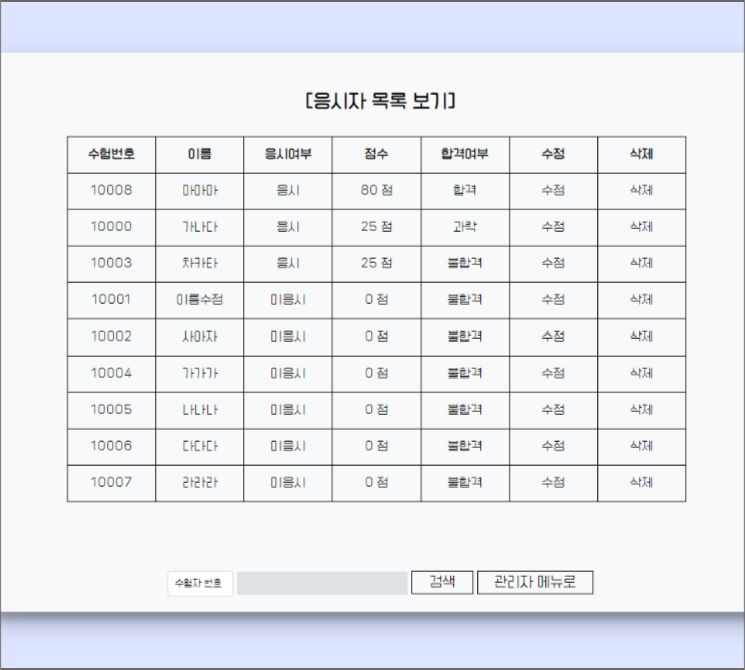 [응시자 목록 보기]
수험번호 이름 응시여부 점수 합격여부 수정 삭제
10008 마마마 응시 80 점 합격 수정 삭제
10000 가나다 응시 25 점 과락 수정 삭제
10003 차카타 응시 25 점 불합격 수정 삭제
10001 이름수정 미응시 0 점 불합격 수정 삭제
10002 사아자 미응시 0 점 불합격 수정 삭제
10004 가가가 미응시 0 점 불합격 수정 삭제
10005 나나나 미응시 0 점 불합격 수정 삭제
10006 다다다 미응시 0 점 불합격 수정 삭제
10007 라라라 미응시 0 점 불합격 수정 삭제
수험자 번호 검색 관리자 메뉴로